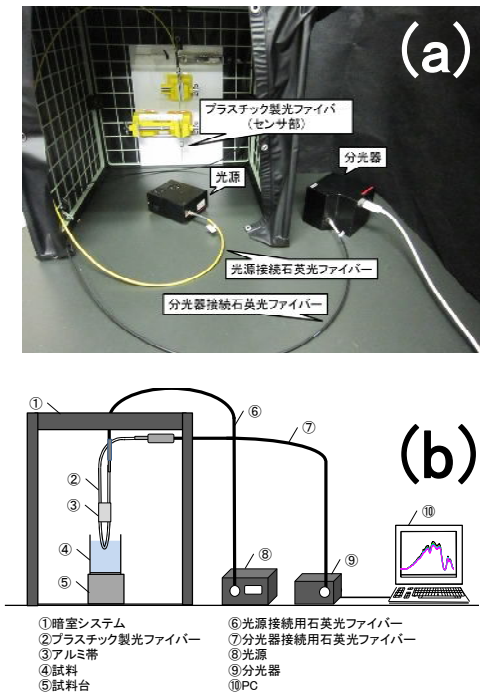 (a)
プラスチック製光ファイバ
(センサ部)
分光器
光源
光源接続石英光ファイバー
分光器接続石英光ファイバー
(b)
①
⑥
⑦
②
③
⑩
④
⑧
⑨
⑤
①暗室システム
②プラスチック製光ファイバー
③アルミ帯
④試料
⑤試料台
⑥光源接続用石英光ファイバー
⑦分光器接続用石英光ファイバー
⑧光源
⑨分光器
⑩PC